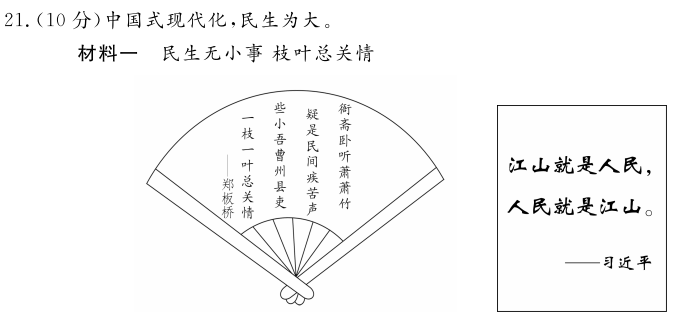 21.(10分)中国式现代化,民生为大。
材料一 民生无小事 枝叶总关情
衙斋卧听萧萧竹
疑是民间疾苦声
些小吾曹州县吏
一枝一叶总关情
——郑板桥
江山就是人民,
人民就是江山。
——习近平